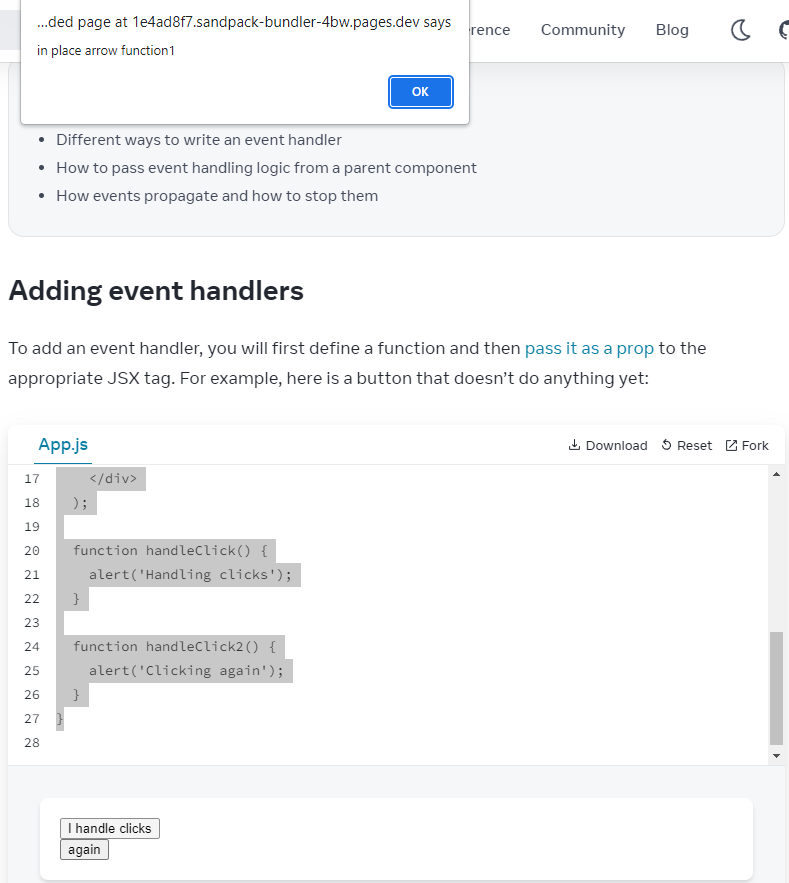 ...ded page at 1e4ad8f7.sandpack-bundler-4bw.pages.dev says
in place arrow function1
OK
Community
Blog
Different ways to write an event handler
How to pass event handling logic from a parent component
How events propagate and how to stop them
Adding event handlers
To add an event handler, you will first define a function and then pass it as a prop to the
appropriate JSX tag. For example, here is a button that doesn’t do anything yet:
App.js
Download
Reset
Fork
17 </div>
18 );
19
20 function handleClick() {
21 alert('Handling clicks');
22 }
23
24 function handleClick2() {
25 alert('Clicking again');
26 }
27 }
28
I handle clicks
again